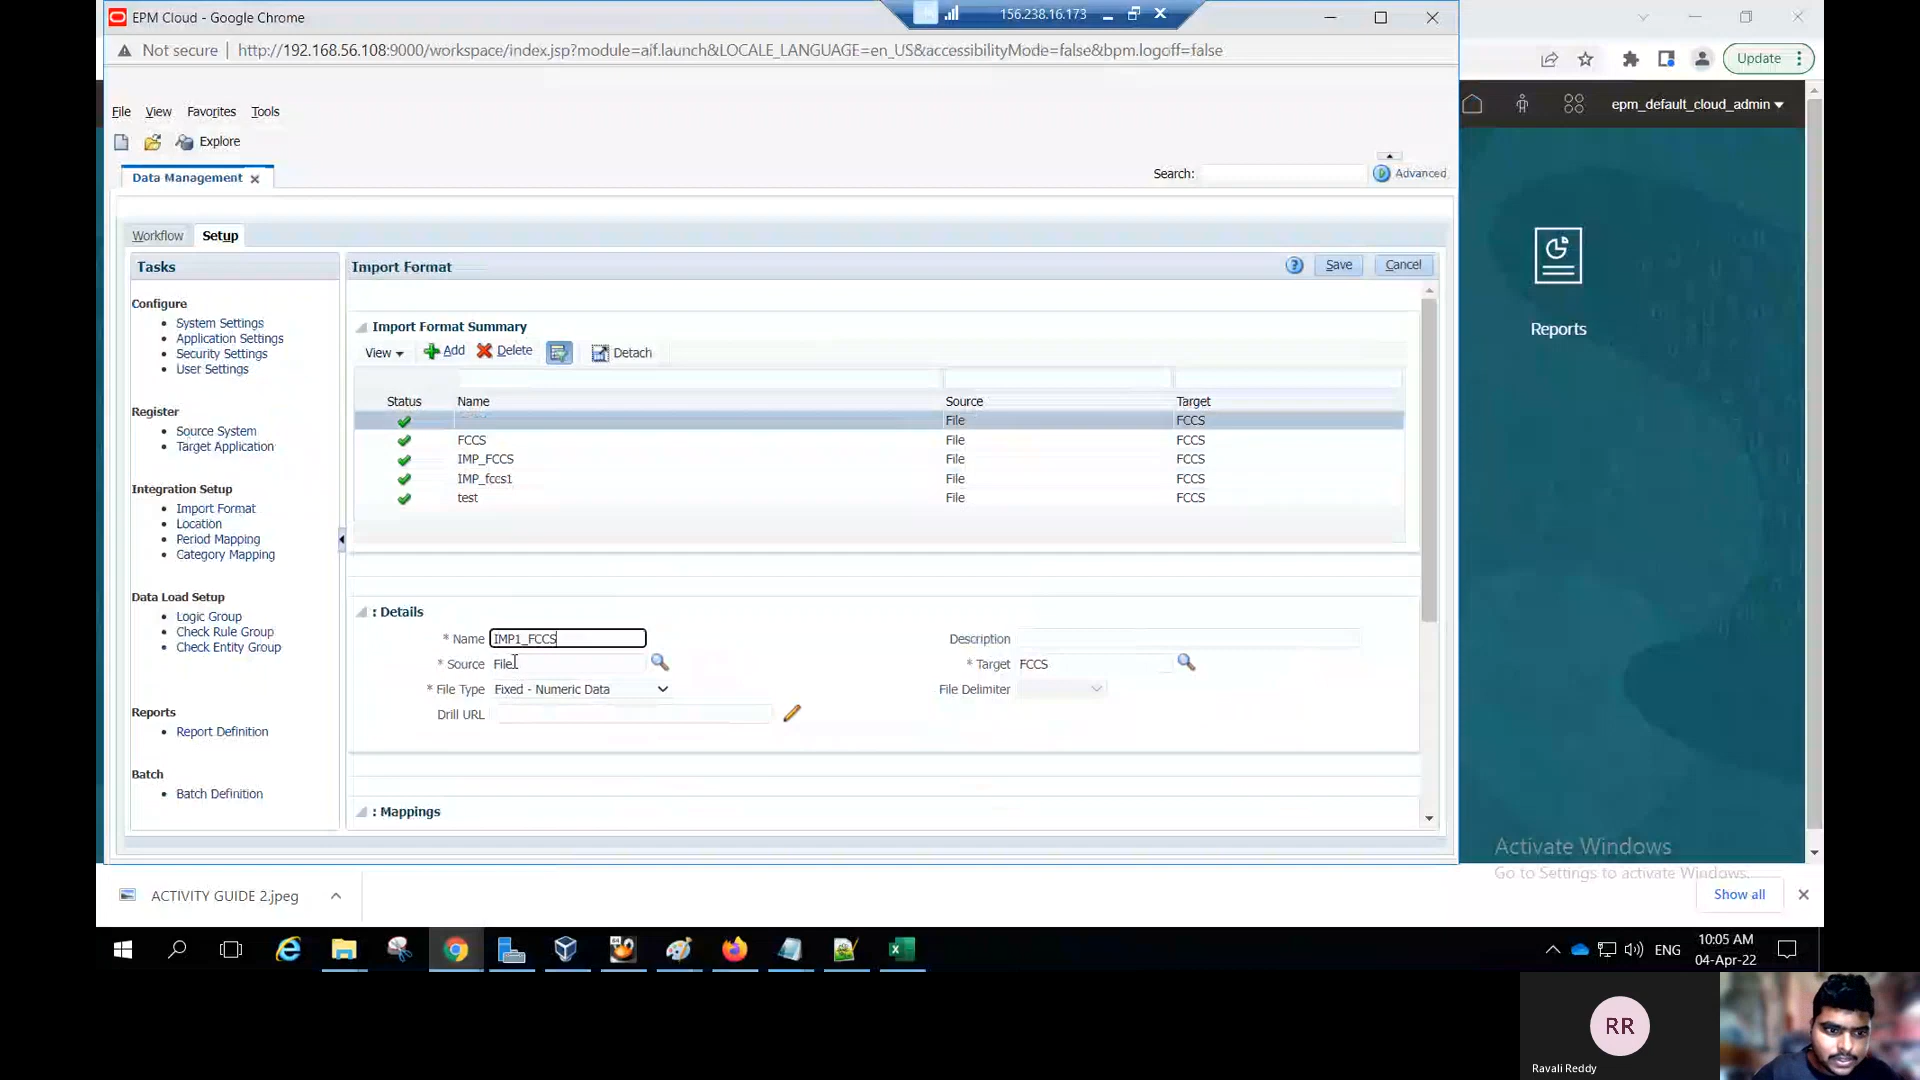 EPM Cloud - Google Chrome
156.238.16.173
Not secure
http://192.168.56.108:9000/workspace/index.jsp?module=aif.launch&LOCALE_LANGUAGE=en_US&accessibilityMode=false&bpm.logoff=false
Update
epm_default_cloud_admin
File View Favorites Tools
Explore
Data Management
Search:
Advanced
Workflow Setup
Tasks
Configure
System Settings
Application Settings
Security Settings
User Settings
Register
Source System
Target Application
Integration Setup
Import Format
Location
Period Mapping
Category Mapping
Data Load Setup
Logic Group
Check Rule Group
Check Entity Group
Reports
Report Definition
Batch
Batch Definition
Import Format
Save
Cancel
Import Format Summary
View Add Delete Detach
Status Name Source Target
File FCCS
FCCS File FCCS
IMP_FCCS File FCCS
IMP_fccs1 File FCCS
test File FCCS
: Details
* Name IMP1_FCCS
Description
* Source File
* Target FCCS
* File Type Fixed - Numeric Data
File Delimiter
Drill URL
: Mappings
Reports
Activate Windows
Go to Settings to activate Windows.
ACTIVITY GUIDE 2.jpeg
Show all
ENG
10:05 AM
04-Apr-22
RR
Ravali Reddy